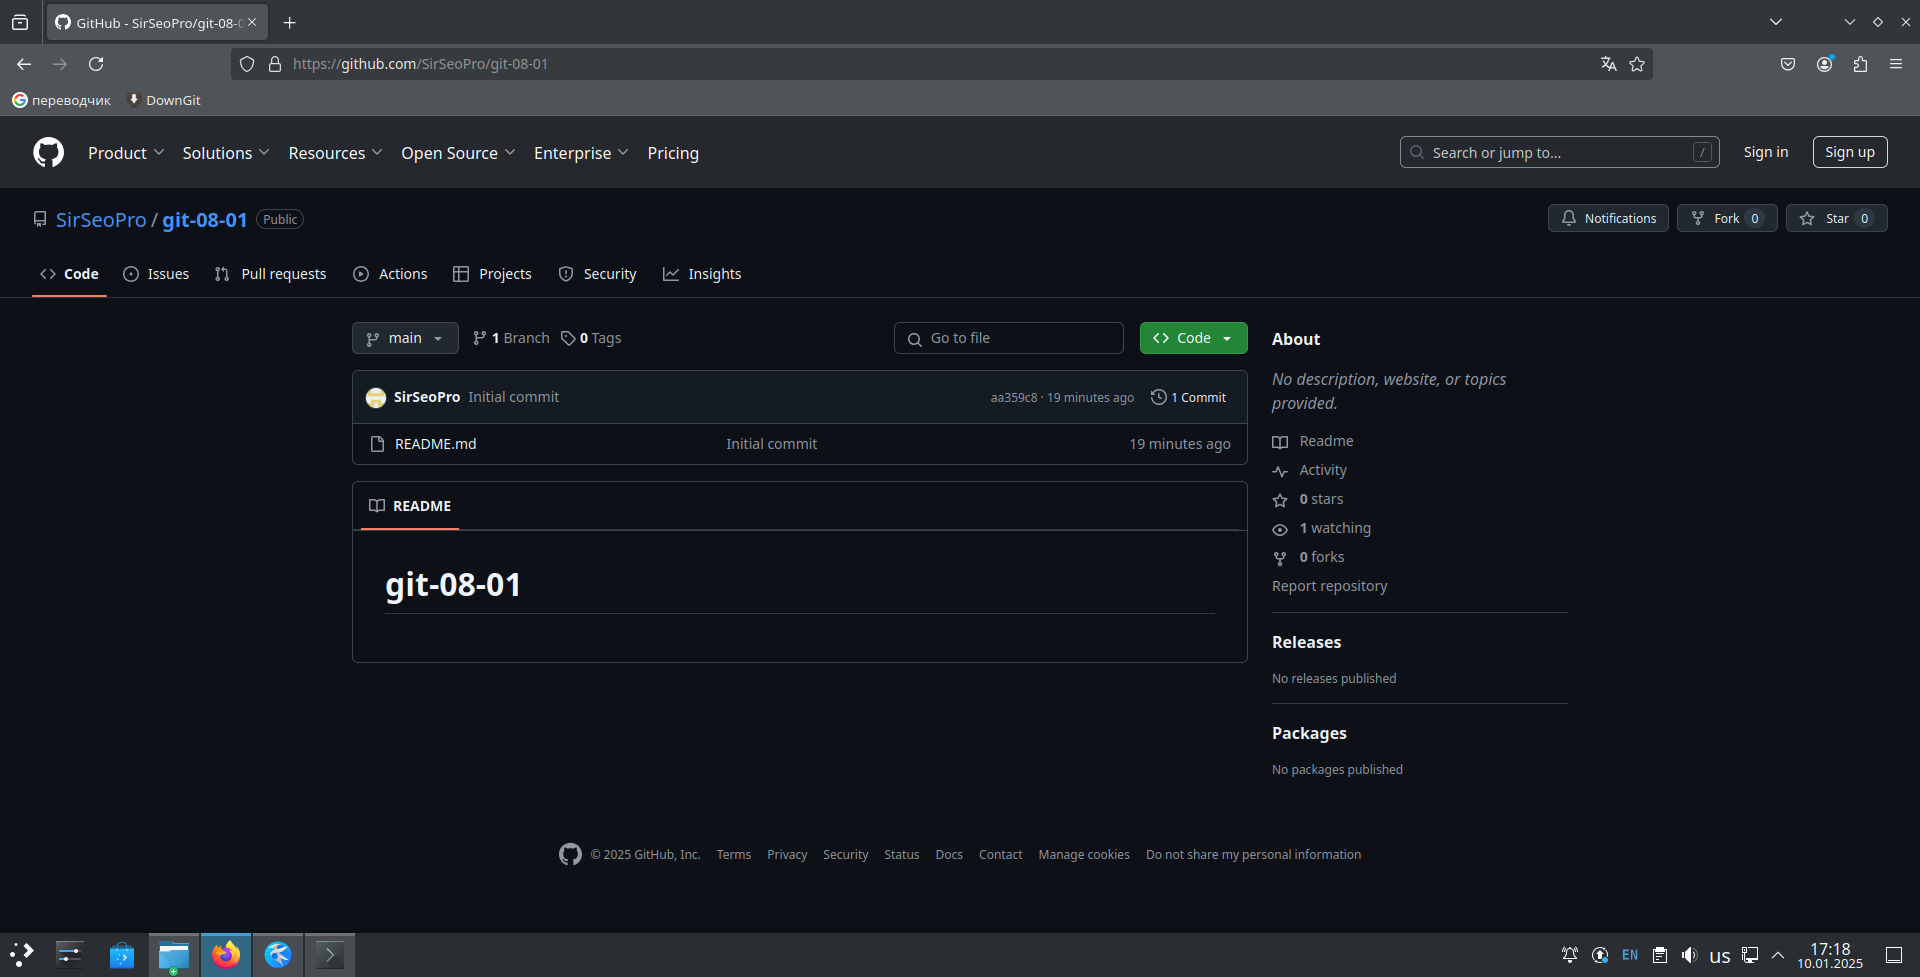 GitHub - SirSeoPro/git-08-0
https://github.com/SirSeoPro/git-08-01
переводчик DownGit
Product Solutions Resources Open Source Enterprise Pricing Search or jump to... / Sign in Sign up
SirSeoPro / git-08-01 Public Notifications Fork 0 Star 0
Code Issues Pull requests Actions Projects Security Insights
main 1 Branch 0 Tags Go to file Code
About
No description, website, or topics
provided.
SirSeoPro Initial commit aa359c8 · 19 minutes ago 1 Commit
README.md Initial commit 19 minutes ago
Readme
Activity
0 stars
1 watching
0 forks
Report repository
README
git-08-01
Releases
No releases published
Packages
No packages published
© 2025 GitHub, Inc. Terms Privacy Security Status Docs Contact Manage cookies Do not share my personal information
EN us 17:18
10.01.2025